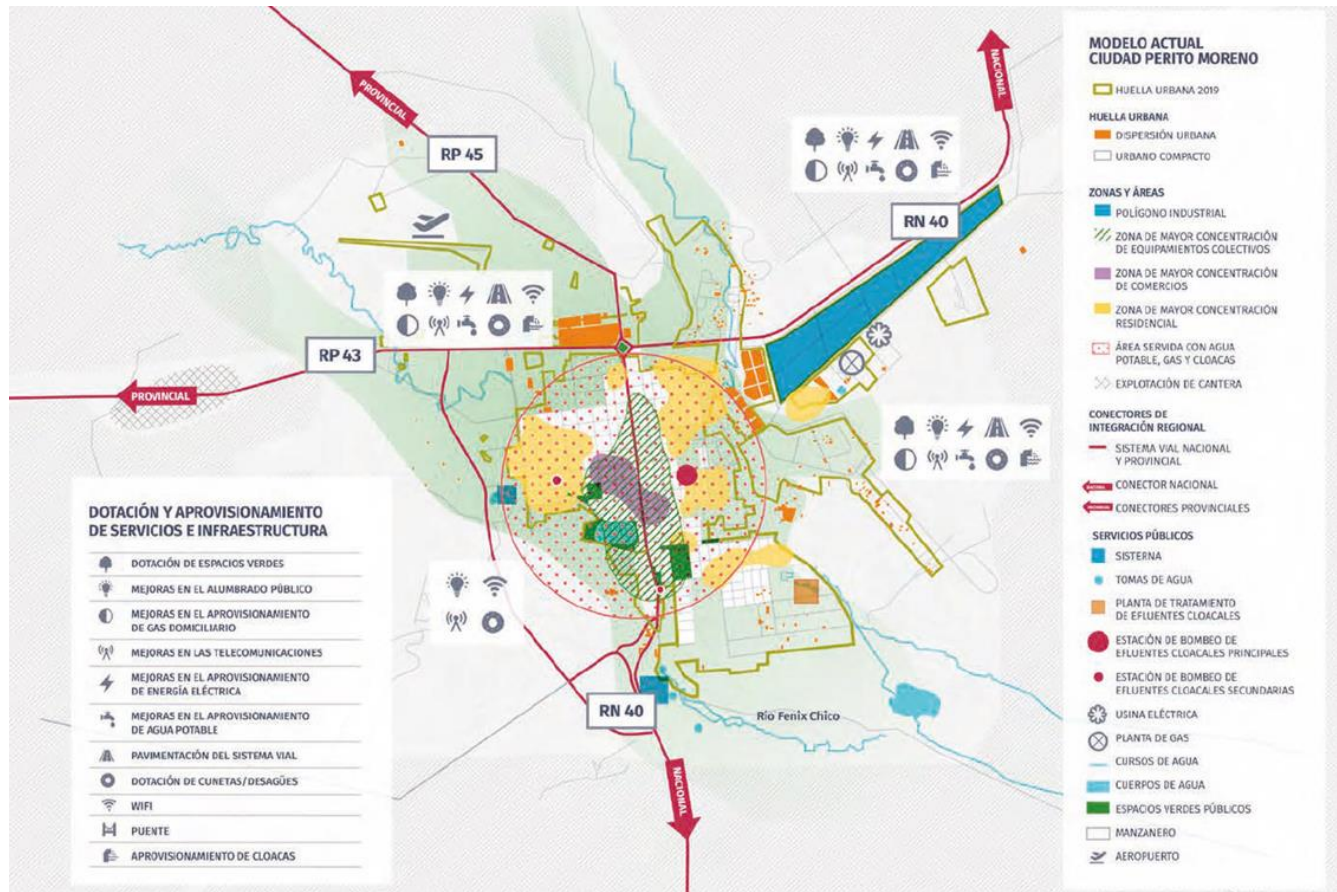 PROVINCIAL
RP 45
NACIONAL
RN 40
RP 43
PROVINCIAL
RN 40
Río Fenix Chico
NACIONAL
DOTACIÓN Y APROVISIONAMIENTO
DE SERVICIOS E INFRAESTRUCTURA
DOTACIÓN DE ESPACIOS VERDES
MEJORAS EN EL ALUMBRADO PÚBLICO
MEJORAS EN EL APROVISIONAMIENTO
DE GAS DOMICILIARIO
MEJORAS EN LAS TELECOMUNICACIONES
MEJORAS EN EL APROVISIONAMIENTO
DE ENERGÍA ELÉCTRICA
MEJORAS EN EL APROVISIONAMIENTO
DE AGUA POTABLE
PAVIMENTACIÓN DEL SISTEMA VIAL
DOTACIÓN DE CUNETAS/DESAGÜES
WIFI
PUENTE
APROVISIONAMIENTO DE CLOACAS
MODELO ACTUAL
CIUDAD PERITO MORENO
HUELLA URBANA 2019
HUELLA URBANA
DISPERSIÓN URBANA
URBANO COMPACTO
ZONAS Y ÁREAS
POLÍGONO INDUSTRIAL
ZONA DE MAYOR CONCENTRACIÓN
DE EQUIPAMIENTOS COLECTIVOS
ZONA DE MAYOR CONCENTRACIÓN
DE COMERCIOS
ZONA DE MAYOR CONCENTRACIÓN
RESIDENCIAL
ÁREA SERVIDA CON AGUA
POTABLE, GAS Y CLOACAS
EXPLOTACIÓN DE CANTERA
CONECTORES DE
INTEGRACIÓN REGIONAL
SISTEMA VIAL NACIONAL
Y PROVINCIAL
CONECTOR NACIONAL
CONECTORES PROVINCIALES
SERVICIOS PÚBLICOS
SISTERNA
TOMAS DE AGUA
PLANTA DE TRATAMIENTO
DE EFLUENTES CLOACALES
ESTACIÓN DE BOMBEO DE
EFLUENTES CLOACALES PRINCIPALES
ESTACIÓN DE BOMBEO DE
EFLUENTES CLOACALES SECUNDARIAS
USINA ELÉCTRICA
PLANTA DE GAS
CURSOS DE AGUA
CUERPOS DE AGUA
ESPACIOS VERDES PÚBLICOS
MANZANERO
AEROPUERTO